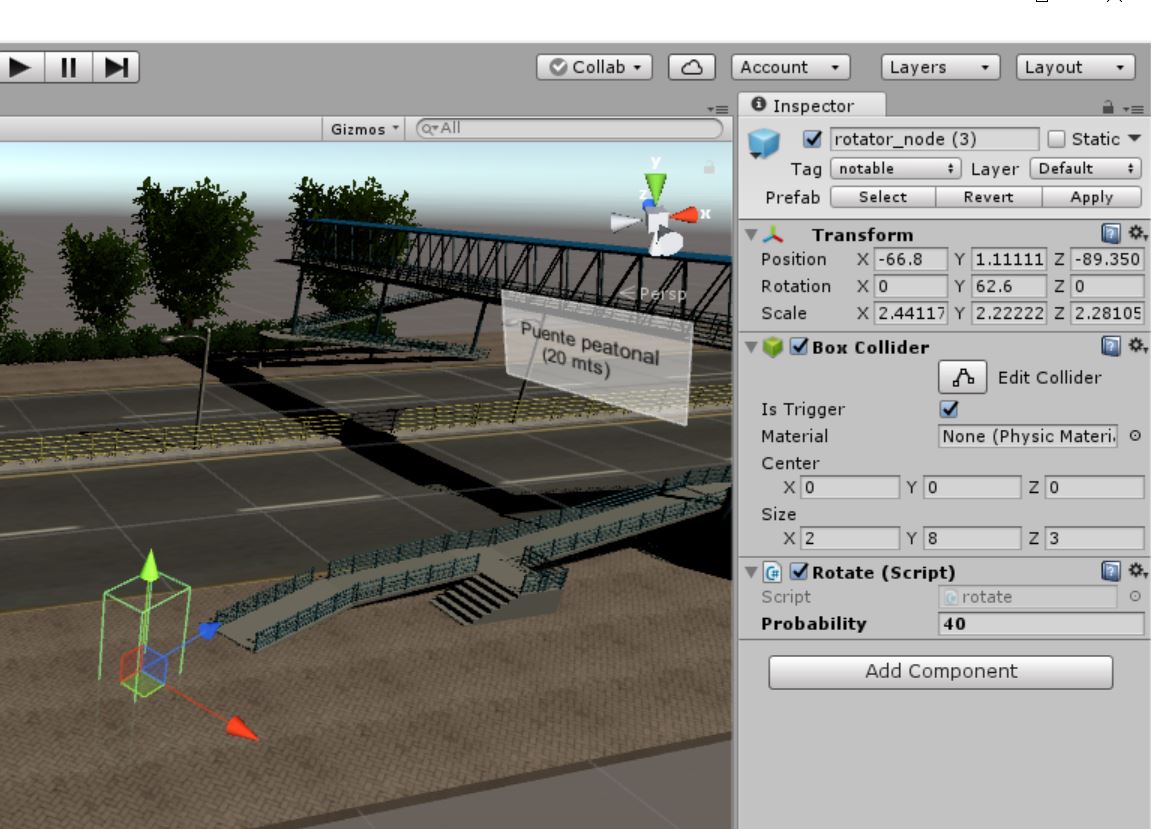 Collab Account Layers Layout
Inspector
Gizmos All
rotator_node (3) Static
Tag notable Layer Default
Prefab Select Revert Apply
Transform
Position X -66.8 Y 1.11111 Z -89.350
Rotation X 0 Y 62.6 Z 0
Scale X 2.44117 Y 2.22222 Z 2.28105
Box Collider
Edit Collider
Is Trigger
Material None (Physic Materi
Center
X 0 Y 0 Z 0
Size
X 2 Y 8 Z 3
Rotate (Script)
Script rotate
Probability 40
Add Component
y
z x
Persp
Puente peatonal
(20 mts)